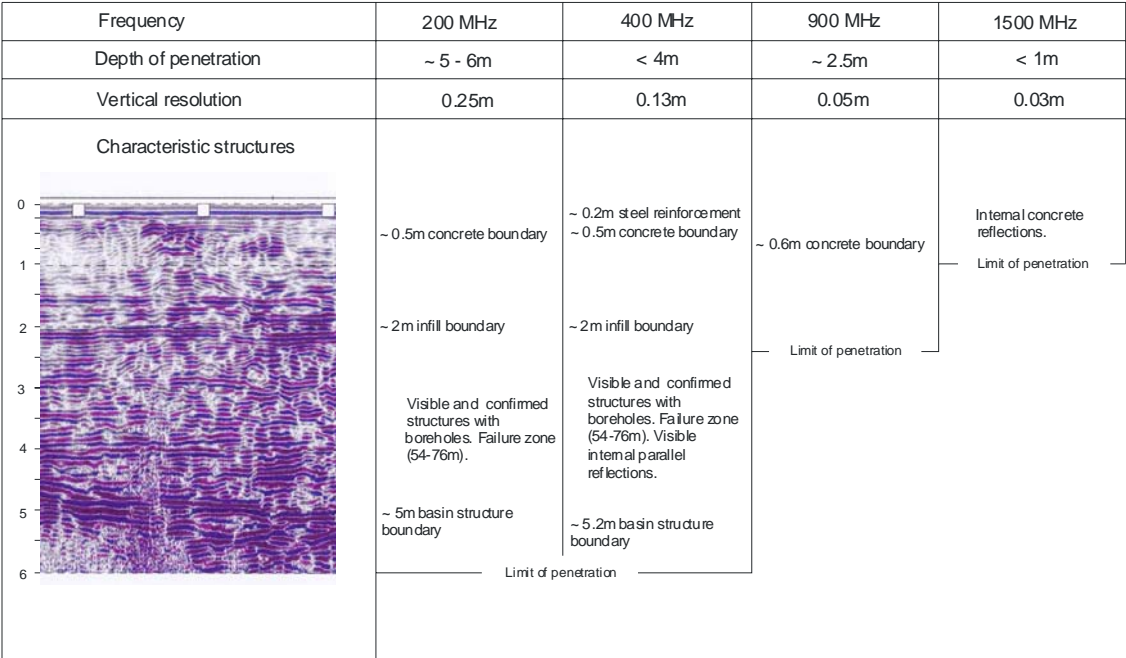 Frequency 200 MHz 400 MHz 900 MHz 1500 MHz
Depth of penetration ~ 5 - 6m < 4m ~ 2.5m < 1m
Vertical resolution 0.25m 0.13m 0.05m 0.03m
Characteristic structures
0
1
2
3
4
5
6
~ 0.5m concrete boundary
~ 2m infill boundary
Visible and confirmed
structures with
boreholes. Failure zone
(54-76m).
~ 5m basin structure
boundary
~ 0.2m steel reinforcement
~ 0.5m concrete boundary
~ 2m infill boundary
Visible and confirmed
structures with
boreholes. Failure zone
(54-76m). Visible
internal parallel
reflections.
~ 5.2m basin structure
boundary
Limit of penetration
~ 0.6m concrete boundary
Limit of penetration
Internal concrete
reflections.
Limit of penetration